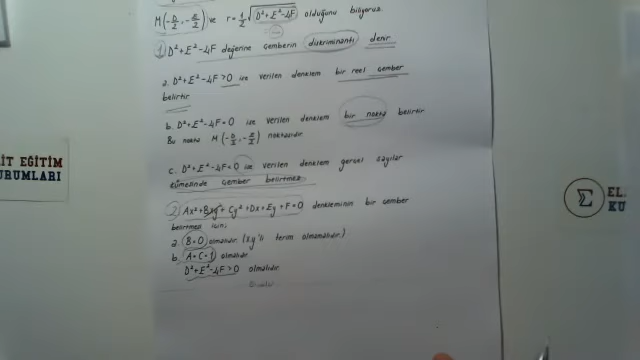 M(-D/2, -E/2) ve r = 1/2 √D²+E²-4F olduğunu biliyoruz
1) D²+E²-4F değerine çemberin diskriminantı denir
a. D²+E²-4F>0 ise verilen denklem bir reel çember
belirtir
b. D²+E²-4F=0 ise verilen denklem bir nokta belirtir
Bu nokta M(-D/2, -E/2) noktasıdır
c. D²+E²-4F=0 ise verilen denklem gerçel sayılar
kümesinde çember belirtmez
2) Ax²+Bxy+Cy²+Dx+Ey+F=0 denkleminin bir çember
belirtmesi için;
a. B=0 olmalıdır. (xy'li terim olmamalıdır.)
b. A=C=1 olmalıdır
D²+E²-4F>0 olmalıdır.
İT EĞİTİM
URUMLARI
Σ
EL
KU